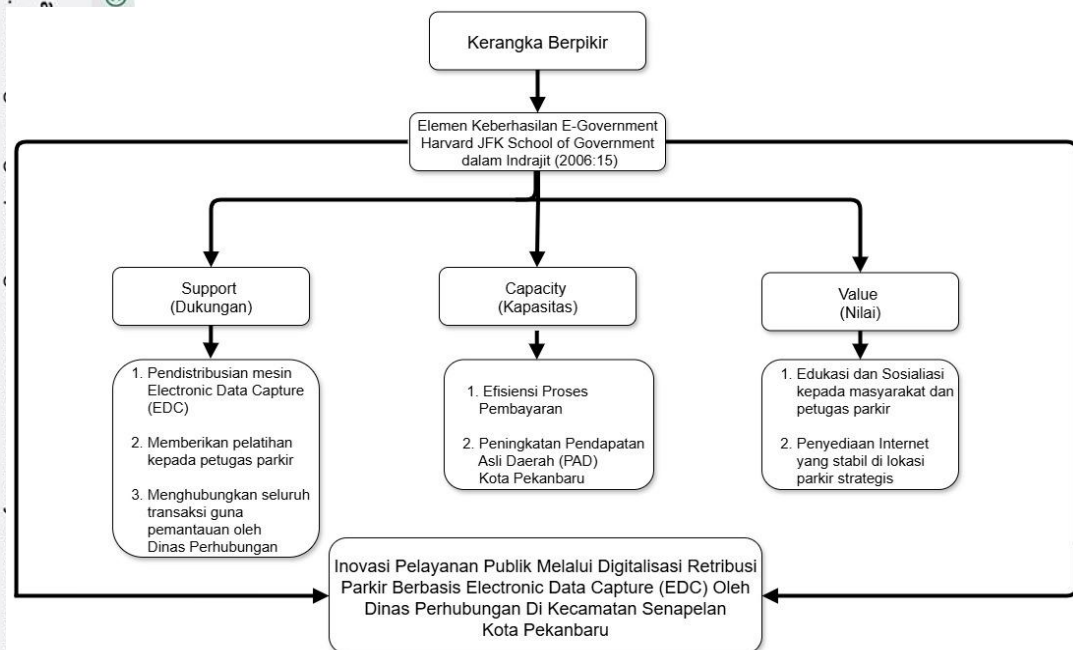 Kerangka Berpikir
Elemen Keberhasilan E-Government
Harvard JFK School of Government
dalam Indrajit (2006:15)
Support
(Dukungan)
Capacity
(Kapasitas)
Value
(Nilai)
1. Pendistribusian mesin
Electronic Data Capture
(EDC)
2. Memberikan pelatihan
kepada petugas parkir
3. Menghubungkan seluruh
transaksi guna
pemantauan oleh
Dinas Perhubungan
1. Efisiensi Proses
Pembayaran
2. Peningkatan Pendapatan
Asli Daerah (PAD)
Kota Pekanbaru
1. Edukasi dan Sosialiasi
kepada masyarakat dan
petugas parkir
2. Penyediaan Internet
yang stabil di lokasi
parkir strategis
Inovasi Pelayanan Publik Melalui Digitalisasi Retribusi
Parkir Berbasis Electronic Data Capture (EDC) Oleh
Dinas Perhubungan Di Kecamatan Senapelan
Kota Pekanbaru